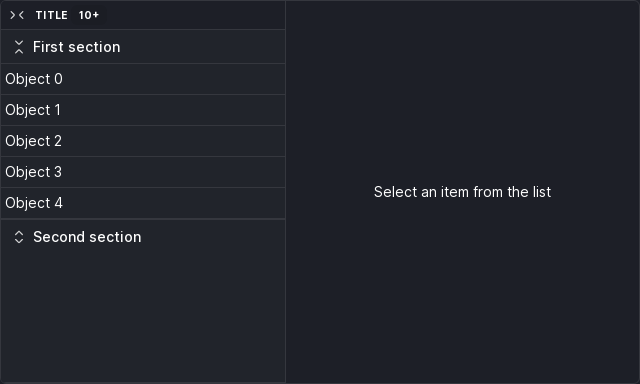 TITLE 10+
First section
Object 0
Object 1
Object 2
Object 3
Object 4
Second section
Select an item from the list